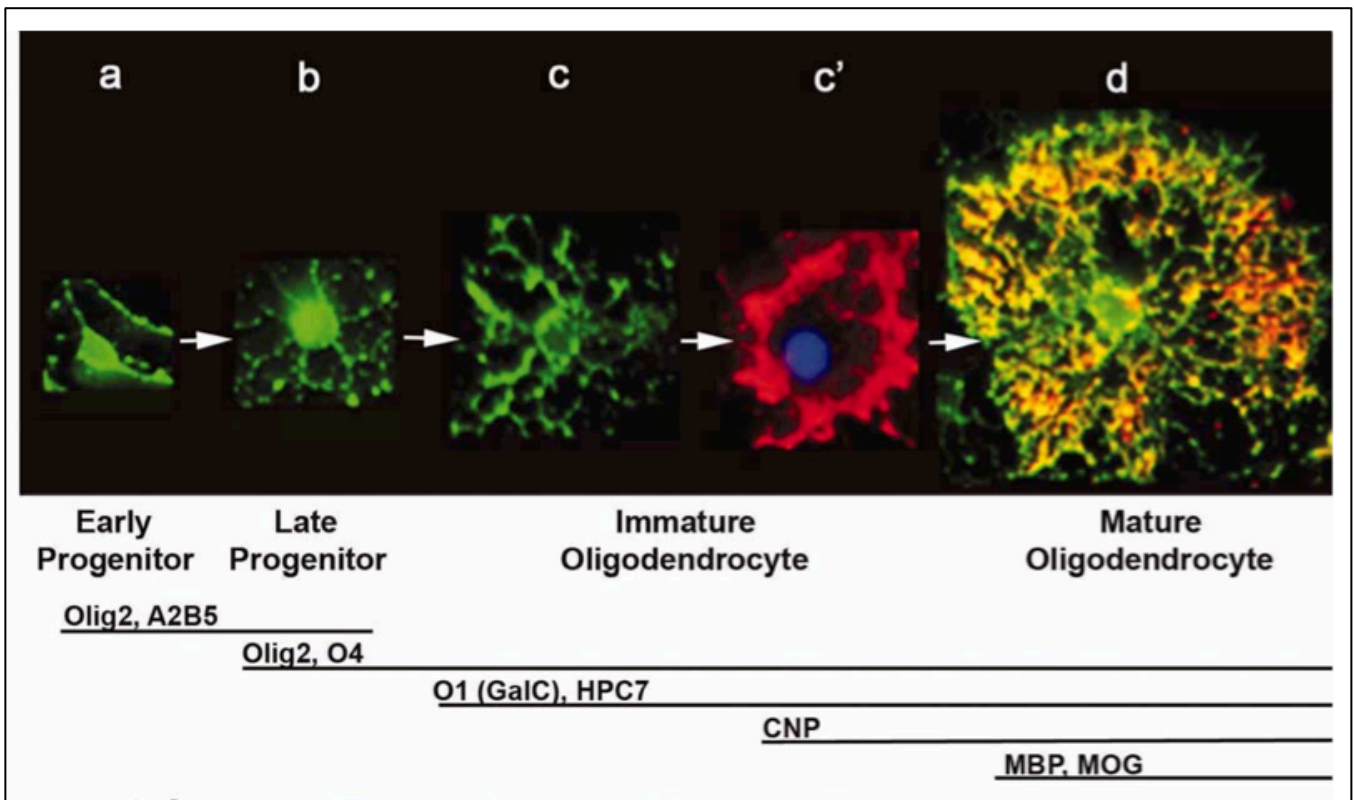 a b c c’ d
Early Progenitor
Late Progenitor
Immature Oligodendrocyte
Mature Oligodendrocyte
Olig2, A2B5
Olig2, O4
O1 (GalC), HPC7
CNP
MBP, MOG